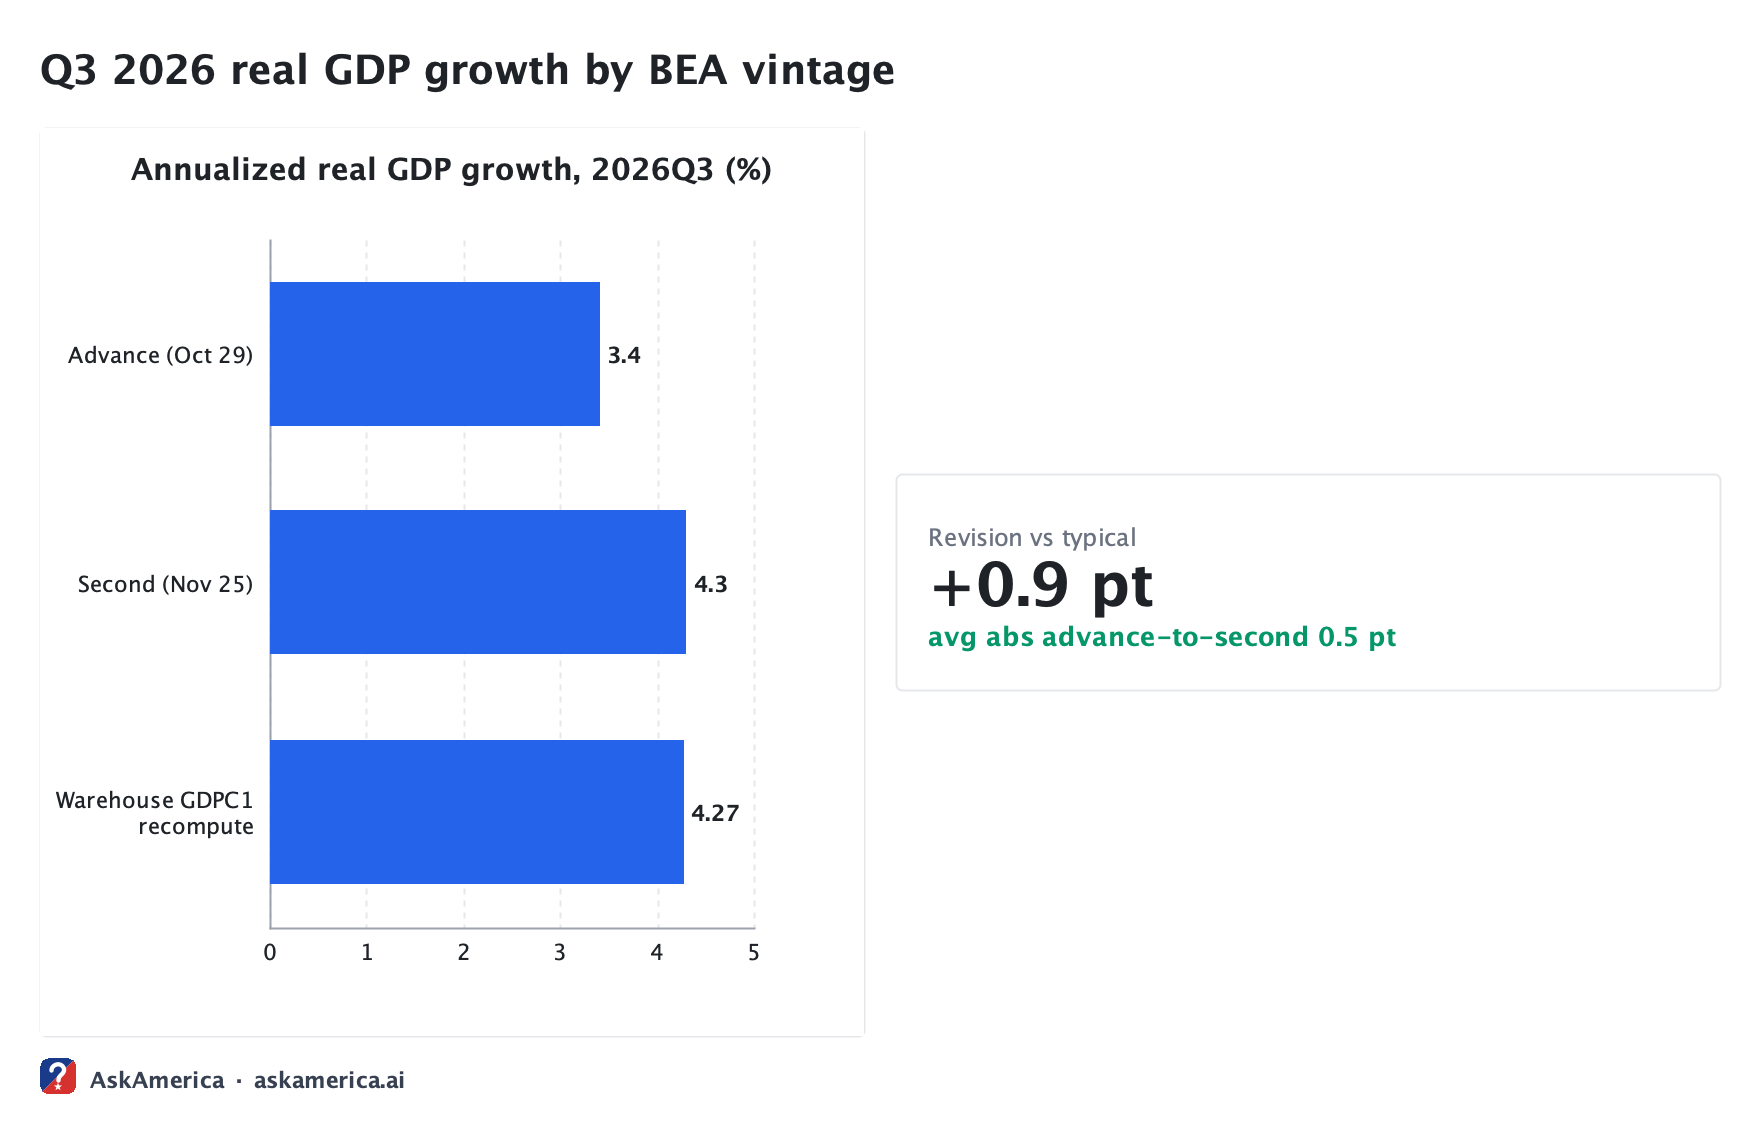 Q3 2026 real GDP growth by BEA vintage
Annualized real GDP growth, 2026Q3 (%)
Advance (Oct 29)
3.4
Second (Nov 25)
4.3
Warehouse GDPC1
recompute
4.27
0 1 2 3 4 5
Revision vs typical
+0.9 pt
avg abs advance-to-second 0.5 pt
AskAmerica · askamerica.ai